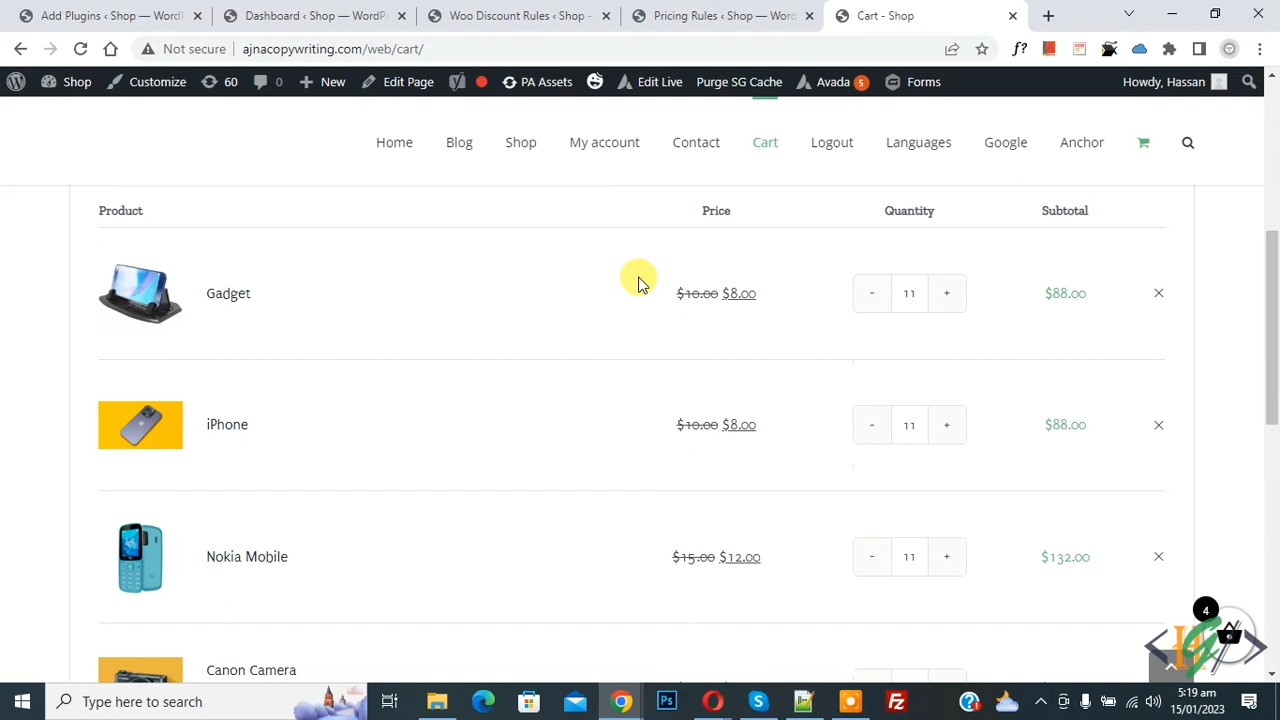 Add Plugins ‹ Shop — WordP
Dashboard ‹ Shop — WordPr
Woo Discount Rules ‹ Shop –
Pricing Rules ‹ Shop — Word
Cart - Shop
Not secure
ajnacopywriting.com/web/cart/
Shop
Customize
60
0
New
Edit Page
PA Assets
Edit Live
Purge SG Cache
Avada 5
Forms
Howdy, Hassan
Home
Blog
Shop
My account
Contact
Cart
Logout
Languages
Google
Anchor
Product
Price
Quantity
Subtotal
Gadget
$10.00 $8.00
- 11 +
$88.00
×
iPhone
$10.00 $8.00
- 11 +
$88.00
×
Nokia Mobile
$15.00 $12.00
- 11 +
$132.00
×
4
Canon Camera
Type here to search
5:19 am
15/01/2023